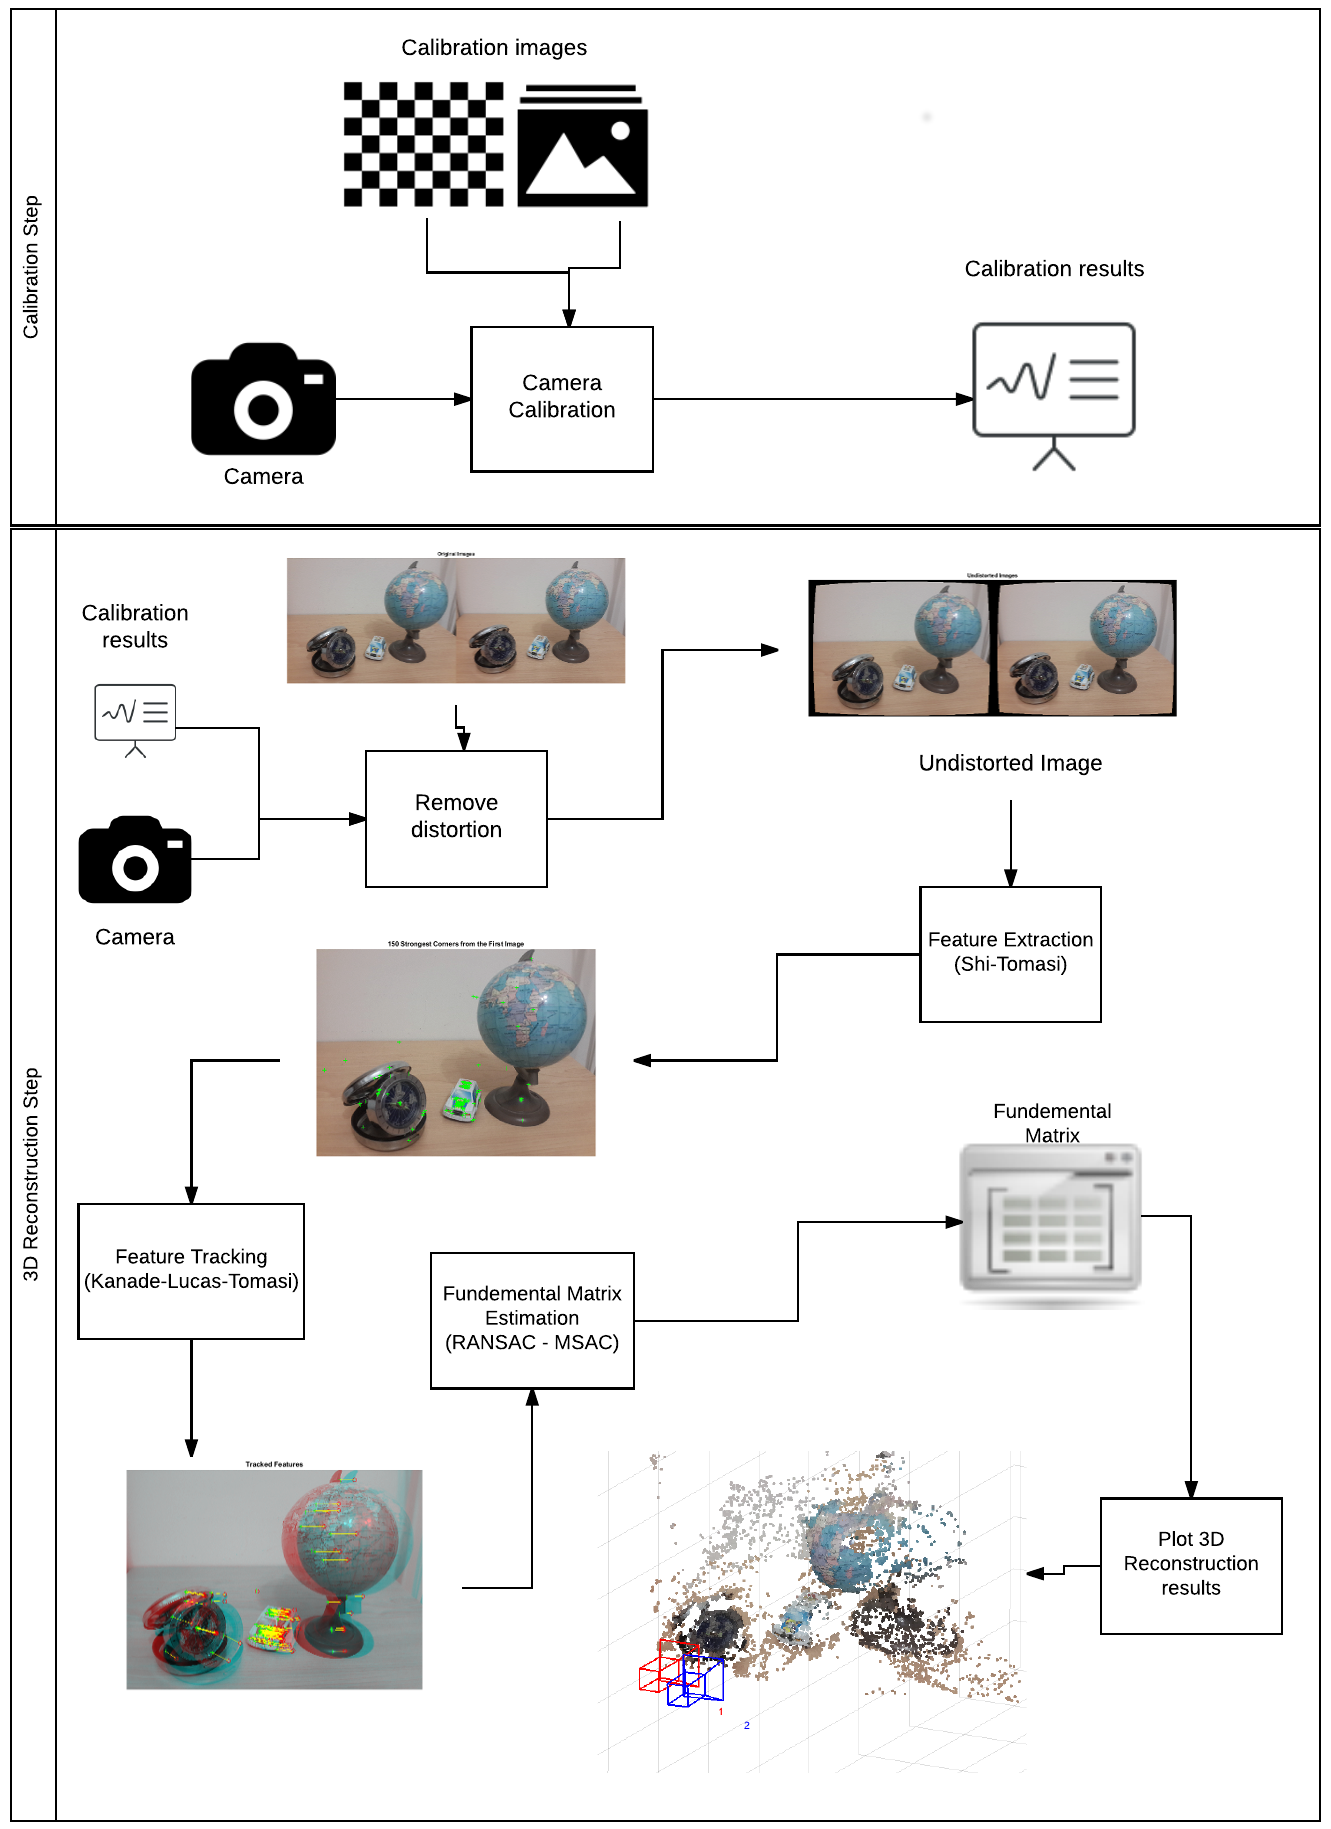 Calibration Step
Calibration images
Calibration results
Camera
Calibration
Camera
3D Reconstruction Step
Original Images
Undistorted Images
Calibration
results
Remove
distortion
Undistorted Image
Camera
Feature Extraction
(Shi-Tomasi)
150 Strongest Corners from the First Image
Fundemental
Matrix
Feature Tracking
(Kanade-Lucas-Tomasi)
Fundemental Matrix
Estimation
(RANSAC - MSAC)
Tracked Features
Plot 3D
Reconstruction
results
1
2